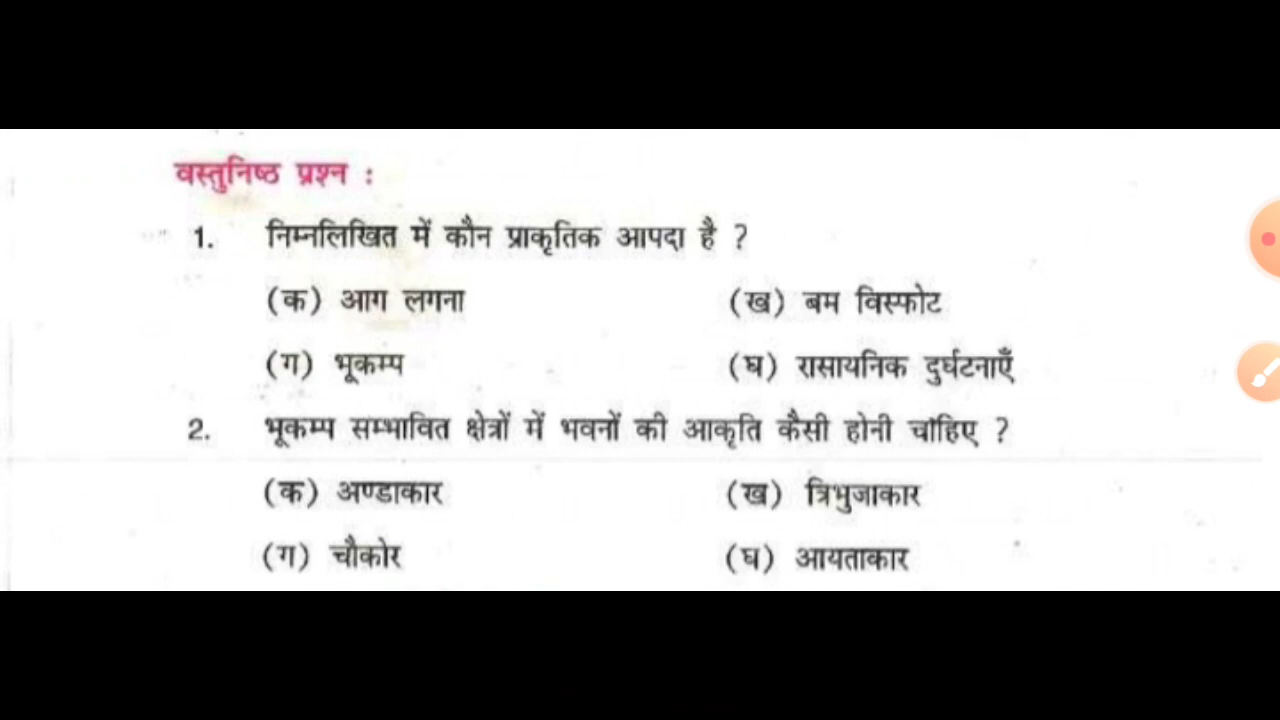 वस्तुनिष्ठ प्रश्न :
1. निम्नलिखित में कौन प्राकृतिक आपदा है ?
(क) आग लगना (ख) बम विस्फोट
(ग) भूकम्प (घ) रासायनिक दुर्घटनाएँ
2. भूकम्प सम्भावित क्षेत्रों में भवनों की आकृति कैसी होनी चाहिए ?
(क) अण्डाकार (ख) त्रिभुजाकार
(ग) चौकोर (घ) आयताकार